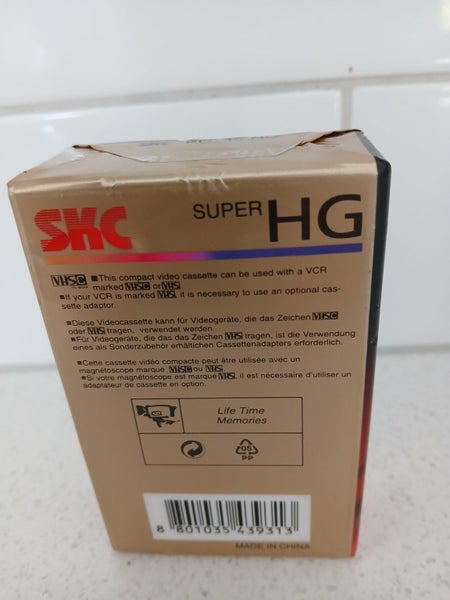 SKC
SUPER HG
VHSC ■This compact video cassette can be used with a VCR
marked VHSC or VHS.
■If your VCR is marked VHS, it is necessary to use an optional cas-
sette adaptor.
■Diese Videocassette kann für Videogeräte, die das Zeichen VHSC
oder VHS tragen, verwendet werden.
■Für Videogeräte, die das Zeichen VHS tragen, ist die Verwendung
eines als Sonderzubehör erhältlichen Cassettenadapters erforderlich.
■Cette cassette vidéo compacte peut être utilisée avec un
magnétoscope marqué VHSC ou VHS.
■Si votre magnétoscope est marqué VHS, il est nécessaire d'utiliser un
adaptateur de cassette en option.
Life Time
Memories
05
PP
8 801035 439313
MADE IN CHINA